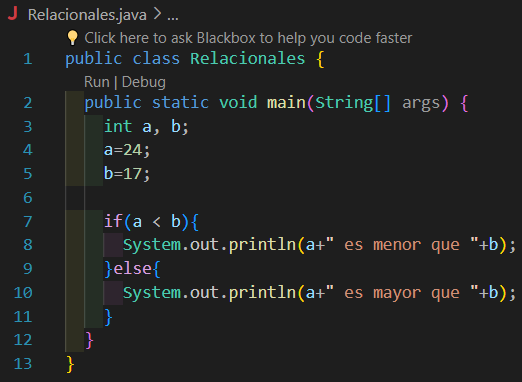 J Relacionales.java > ...
Click here to ask Blackbox to help you code faster
1 public class Relacionales {
Run | Debug
2 public static void main(String[] args) {
3 int a, b;
4 a=24;
5 b=17;
6
7 if(a < b){
8 System.out.println(a+" es menor que "+b);
9 }else{
10 System.out.println(a+" es mayor que "+b);
11 }
12 }
13 }